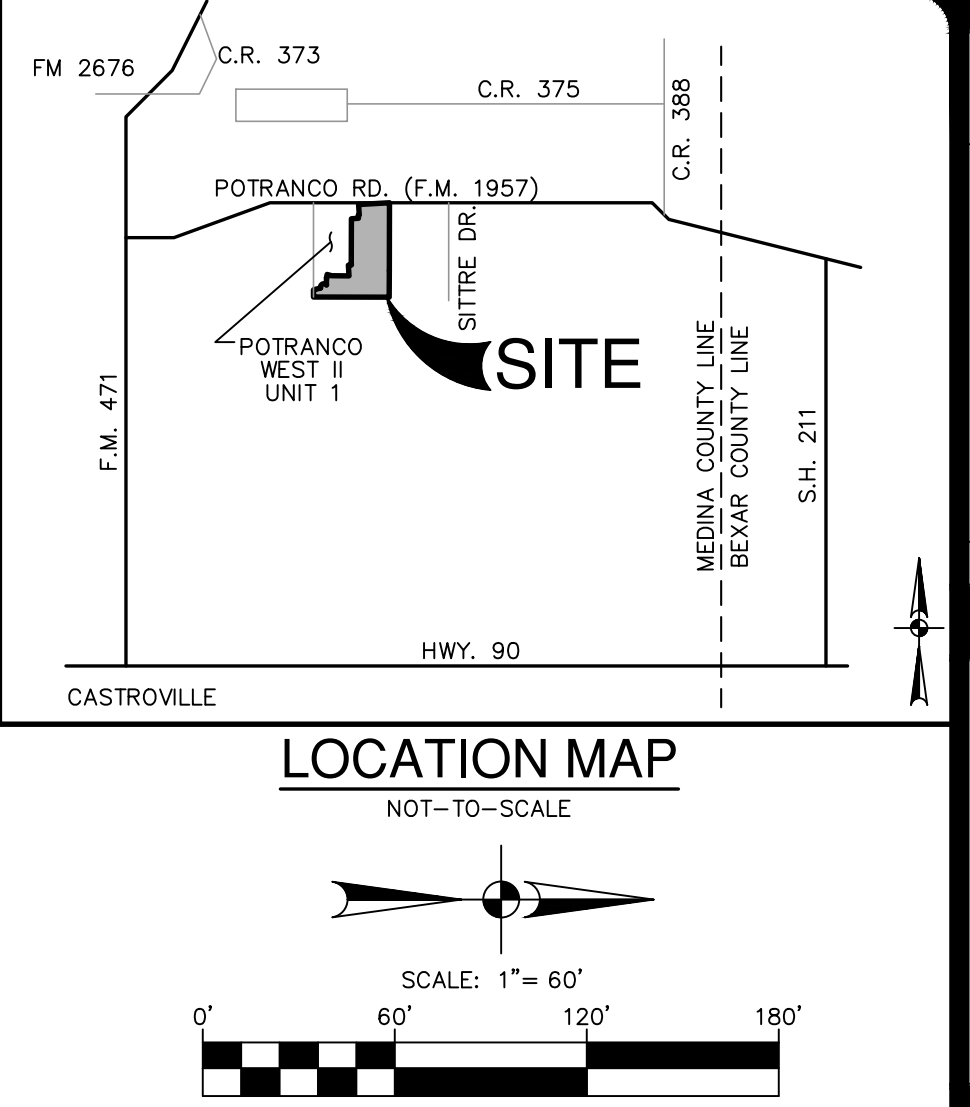 FM 2676
C.R. 373
C.R. 375
C.R. 388
POTRANCO RD. (F.M. 1957)
SITTRE DR.
POTRANCO
WEST II
UNIT 1
SITE
F.M. 471
MEDINA COUNTY LINE
BEXAR COUNTY LINE
S.H. 211
HWY. 90
CASTROVILLE
LOCATION MAP
NOT-TO-SCALE
SCALE: 1"= 60'
0' 60' 120' 180'